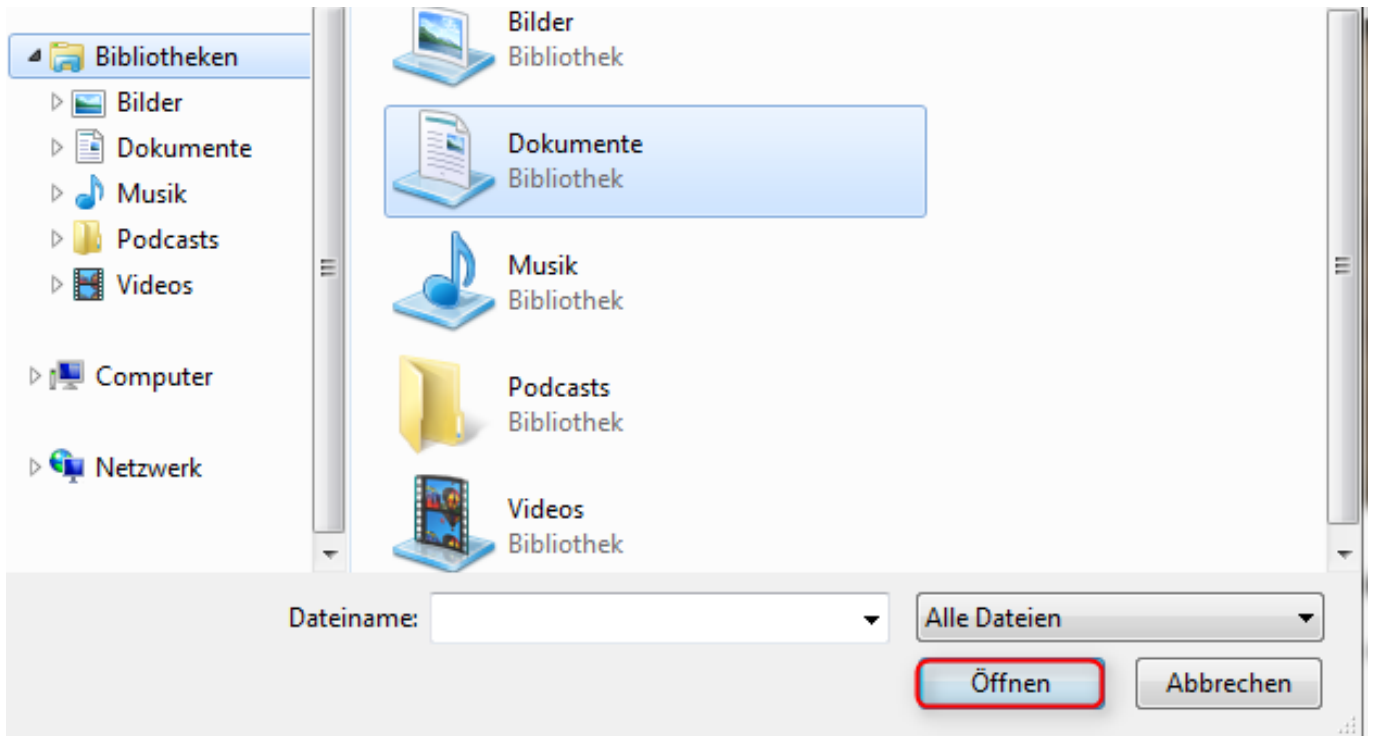 Bibliotheken
Bilder
Dokumente
Musik
Podcasts
Videos
Computer
Netzwerk
Bilder
Bibliothek
Dokumente
Bibliothek
Musik
Bibliothek
Podcasts
Bibliothek
Videos
Bibliothek
Dateiname:
Alle Dateien
Öffnen
Abbrechen